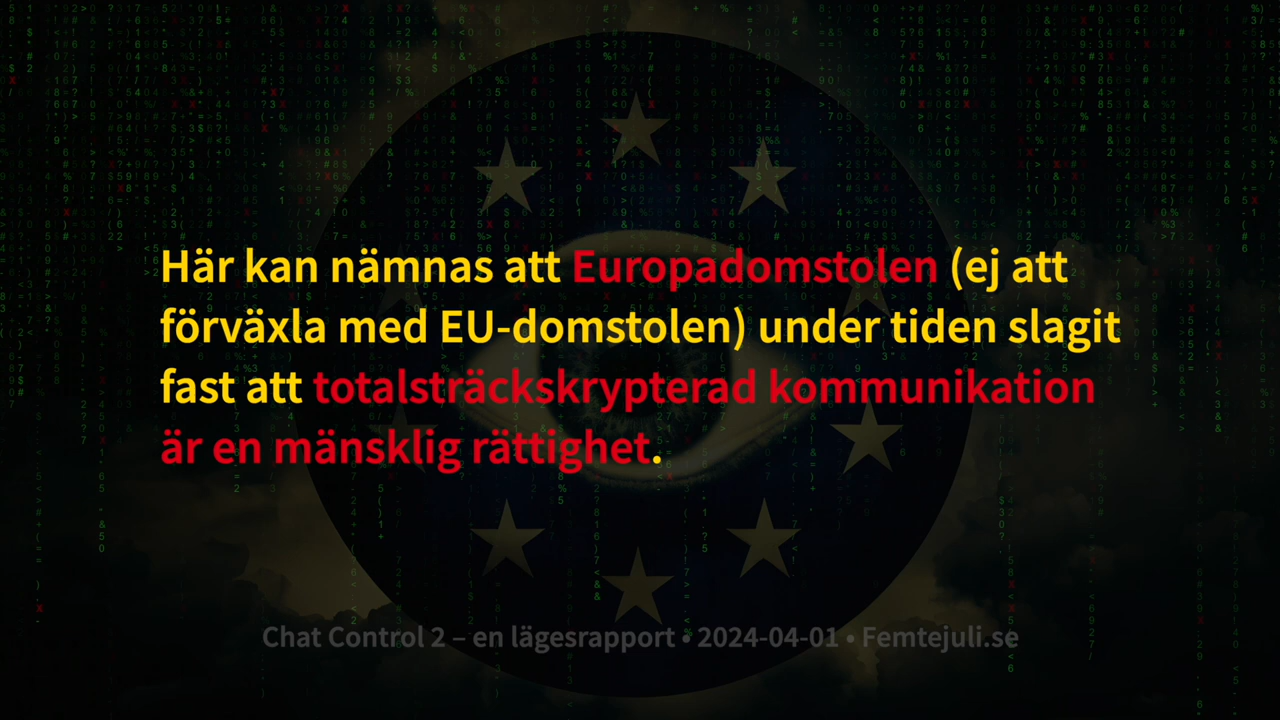 Här kan nämnas att Europadomstolen (ej att
förväxla med EU-domstolen) under tiden slagit
fast att totalsträckskrypterad kommunikation
är en mänsklig rättighet.
Chat Control 2 – en lägesrapport • 2024-04-01 • Femtejuli.se